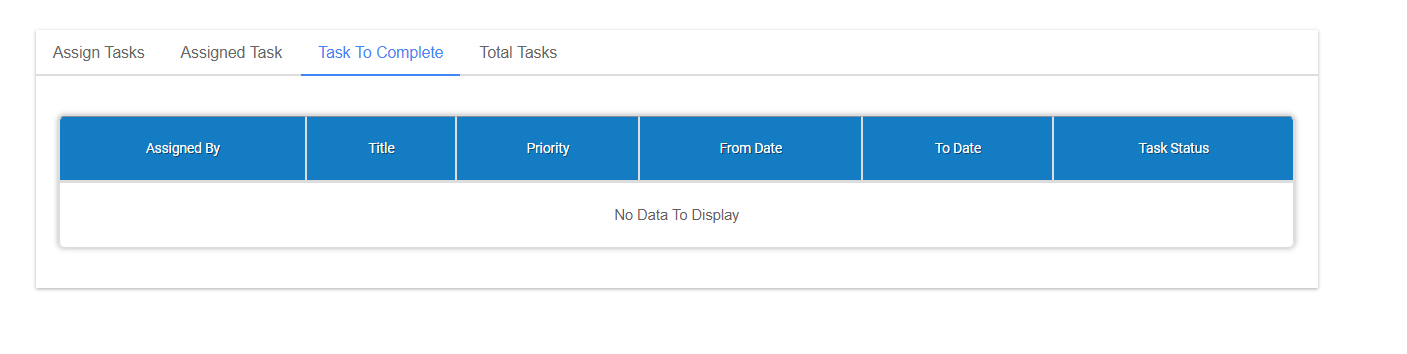 Assign Tasks Assigned Task Task To Complete Total Tasks
Assigned By Title Priority From Date To Date Task Status
No Data To Display